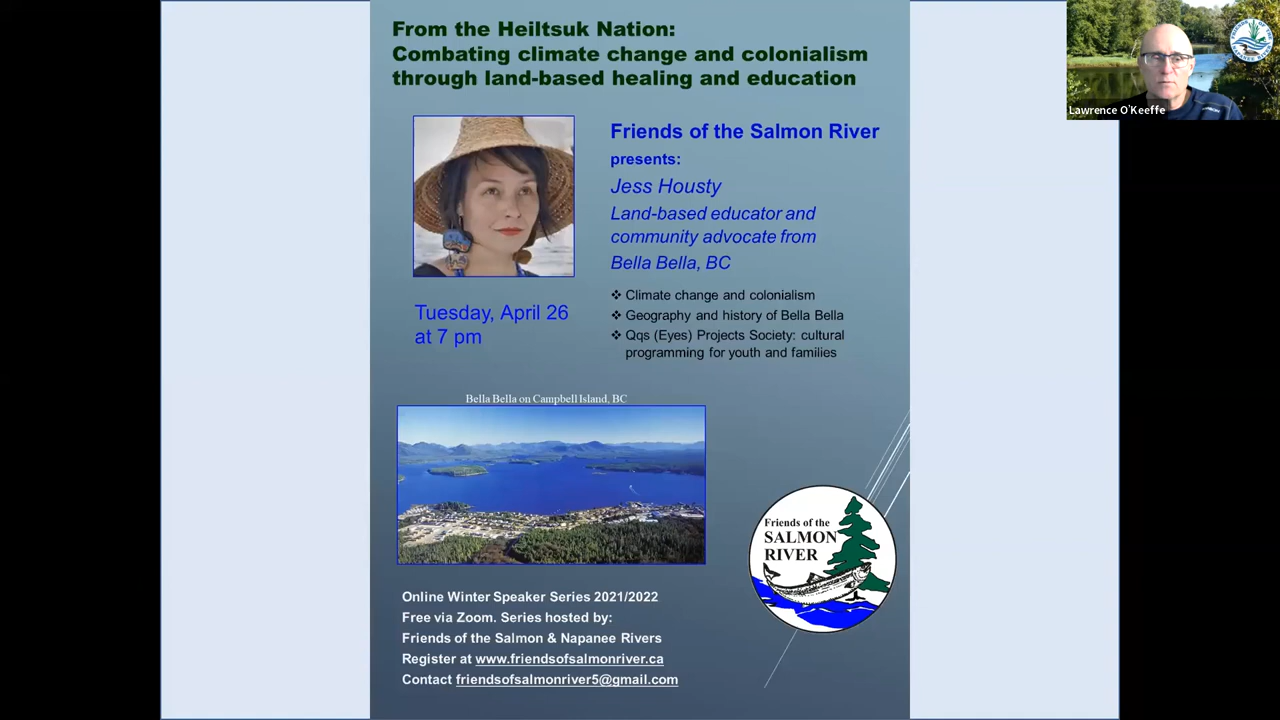 From the Heiltsuk Nation:
Combating climate change and colonialism
through land-based healing and education
Friends of the Salmon River
presents:
Jess Housty
Land-based educator and
community advocate from
Bella Bella, BC
❖ Climate change and colonialism
❖ Geography and history of Bella Bella
❖ Qqs (Eyes) Projects Society: cultural
programming for youth and families
Tuesday, April 26
at 7 pm
Bella Bella on Campbell Island, BC
Friends of the
SALMON
RIVER
Online Winter Speaker Series 2021/2022
Free via Zoom. Series hosted by:
Friends of the Salmon & Napanee Rivers
Register at www.friendsofsalmonriver.ca
Contact friendsofsalmonriver5@gmail.com
Lawrence O'Keeffe